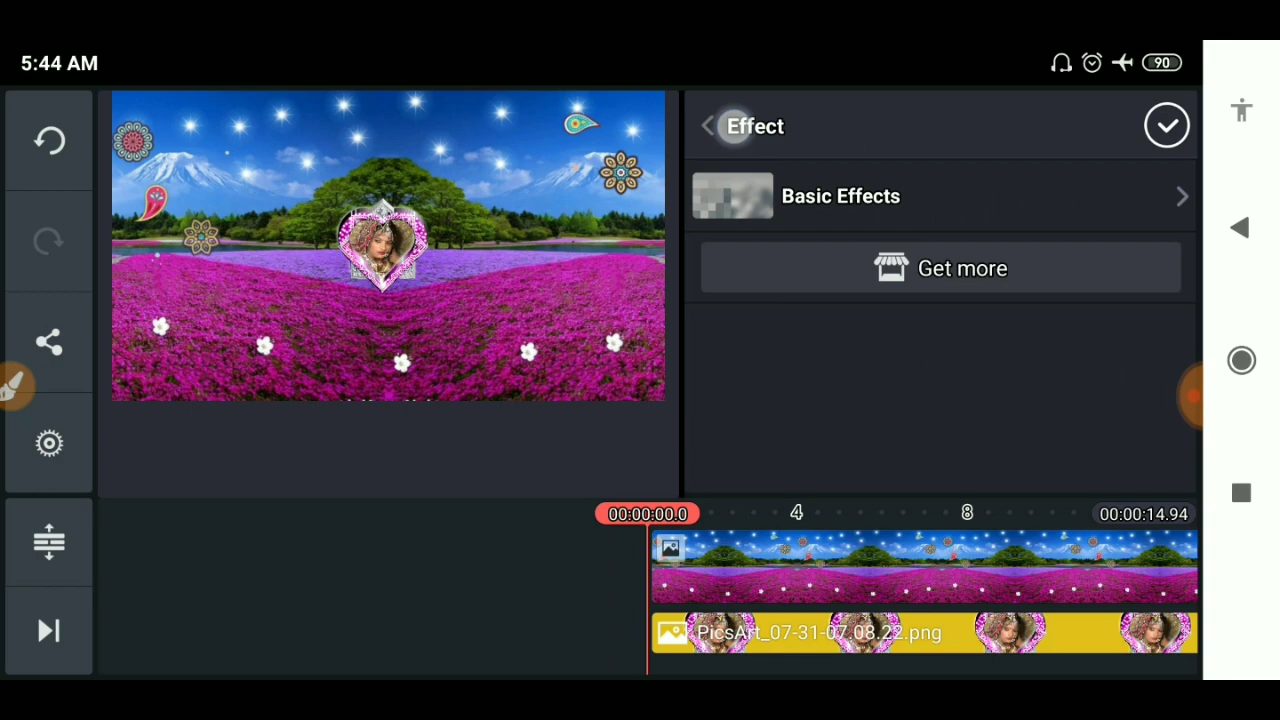 5:44 AM
90
Effect
Basic Effects
Get more
00:00:00.0
4
8
00:00:14.94
PicsArt_07-31-07.08.22.png